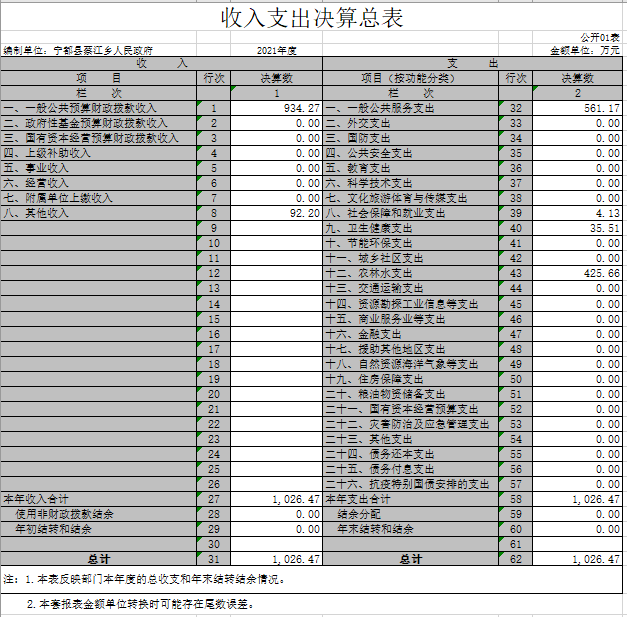 收入支出决算总表
公开01表
编制单位：宁都县蔡江乡人民政府 2021年度 金额单位：万元
收 入 支 出
项 目 行次 决算数 项目（按功能分类） 行次 决算数
栏 次 1 栏 次 2
一、一般公共预算财政拨款收入 1 934.27 一、一般公共服务支出 32 561.17
二、政府性基金预算财政拨款收入 2 0.00 二、外交支出 33 0.00
三、国有资本经营预算财政拨款收入 3 0.00 三、国防支出 34 0.00
四、上级补助收入 4 0.00 四、公共安全支出 35 0.00
五、事业收入 5 0.00 五、教育支出 36 0.00
六、经营收入 6 0.00 六、科学技术支出 37 0.00
七、附属单位上缴收入 7 0.00 七、文化旅游体育与传媒支出 38 0.00
八、其他收入 8 92.20 八、社会保障和就业支出 39 4.13
9 九、卫生健康支出 40 35.51
10 十、节能环保支出 41 0.00
11 十一、城乡社区支出 42 0.00
12 十二、农林水支出 43 425.66
13 十三、交通运输支出 44 0.00
14 十四、资源勘探工业信息等支出 45 0.00
15 十五、商业服务业等支出 46 0.00
16 十六、金融支出 47 0.00
17 十七、援助其他地区支出 48 0.00
18 十八、自然资源海洋气象等支出 49 0.00
19 十九、住房保障支出 50 0.00
20 二十、粮油物资储备支出 51 0.00
21 二十一、国有资本经营预算支出 52 0.00
22 二十二、灾害防治及应急管理支出 53 0.00
23 二十三、其他支出 54 0.00
24 二十四、债务还本支出 55 0.00
25 二十五、债务付息支出 56 0.00
26 二十六、抗疫特别国债安排的支出 57 0.00
本年收入合计 27 1,026.47 本年支出合计 58 1,026.47
使用非财政拨款结余 28 0.00 结余分配 59 0.00
年初结转和结余 29 0.00 年末结转和结余 60 0.00
30 61
总计 31 1,026.47 总计 62 1,026.47
注：1.本表反映部门本年度的总收支和年末结转结余情况。
2.本套报表金额单位转换时可能存在尾数误差。